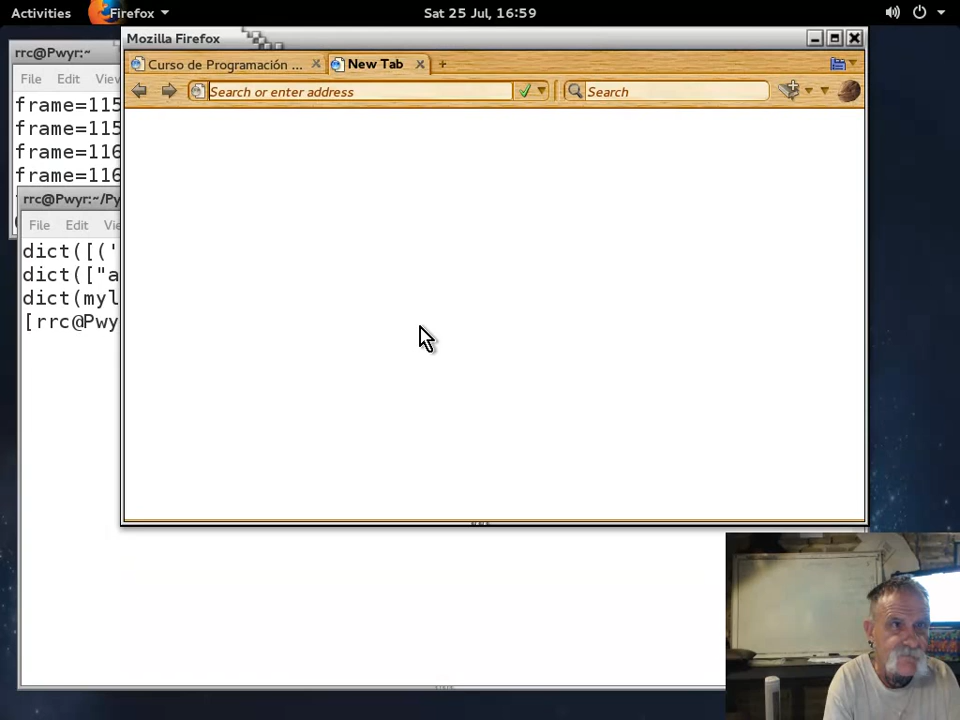 Activities Firefox Sat 25 Jul, 16:59
Mozilla Firefox
Curso de Programación ... New Tab
Search or enter address Search
rrc@Pwyr:~
File Edit View
frame=115
frame=115
frame=116
frame=116
rrc@Pwyr:~/Py
File Edit Vie
dict([('
dict(["a
dict(myl
[rrc@Pwy